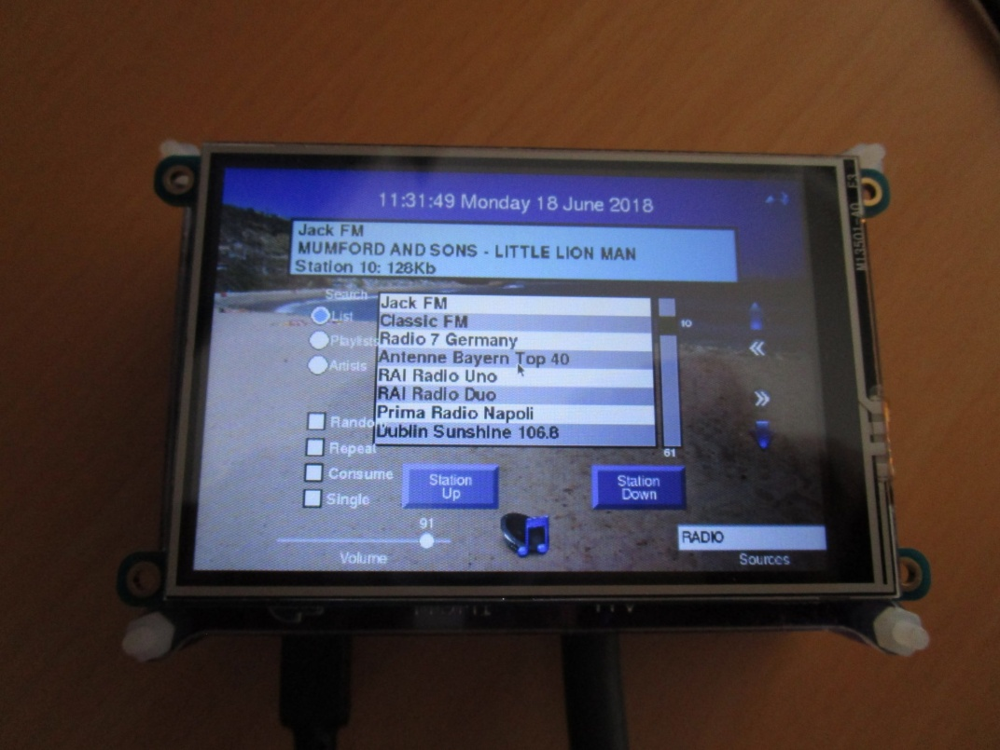 11:31:49 Monday 18 June 2018
Jack FM
MUMFORD AND SONS - LITTLE LION MAN
Station 10: 128Kb
Search
List
Playlists
Artists
Jack FM
Classic FM
Radio 7 Germany
Antenne Bayern Top 40
RAI Radio Uno
RAI Radio Duo
Prima Radio Napoli
Dublin Sunshine 106.8
10
61
«
»
Rando
Repeat
Consume
Single
Station
Up
Station
Down
91
Volume
RADIO
Sources